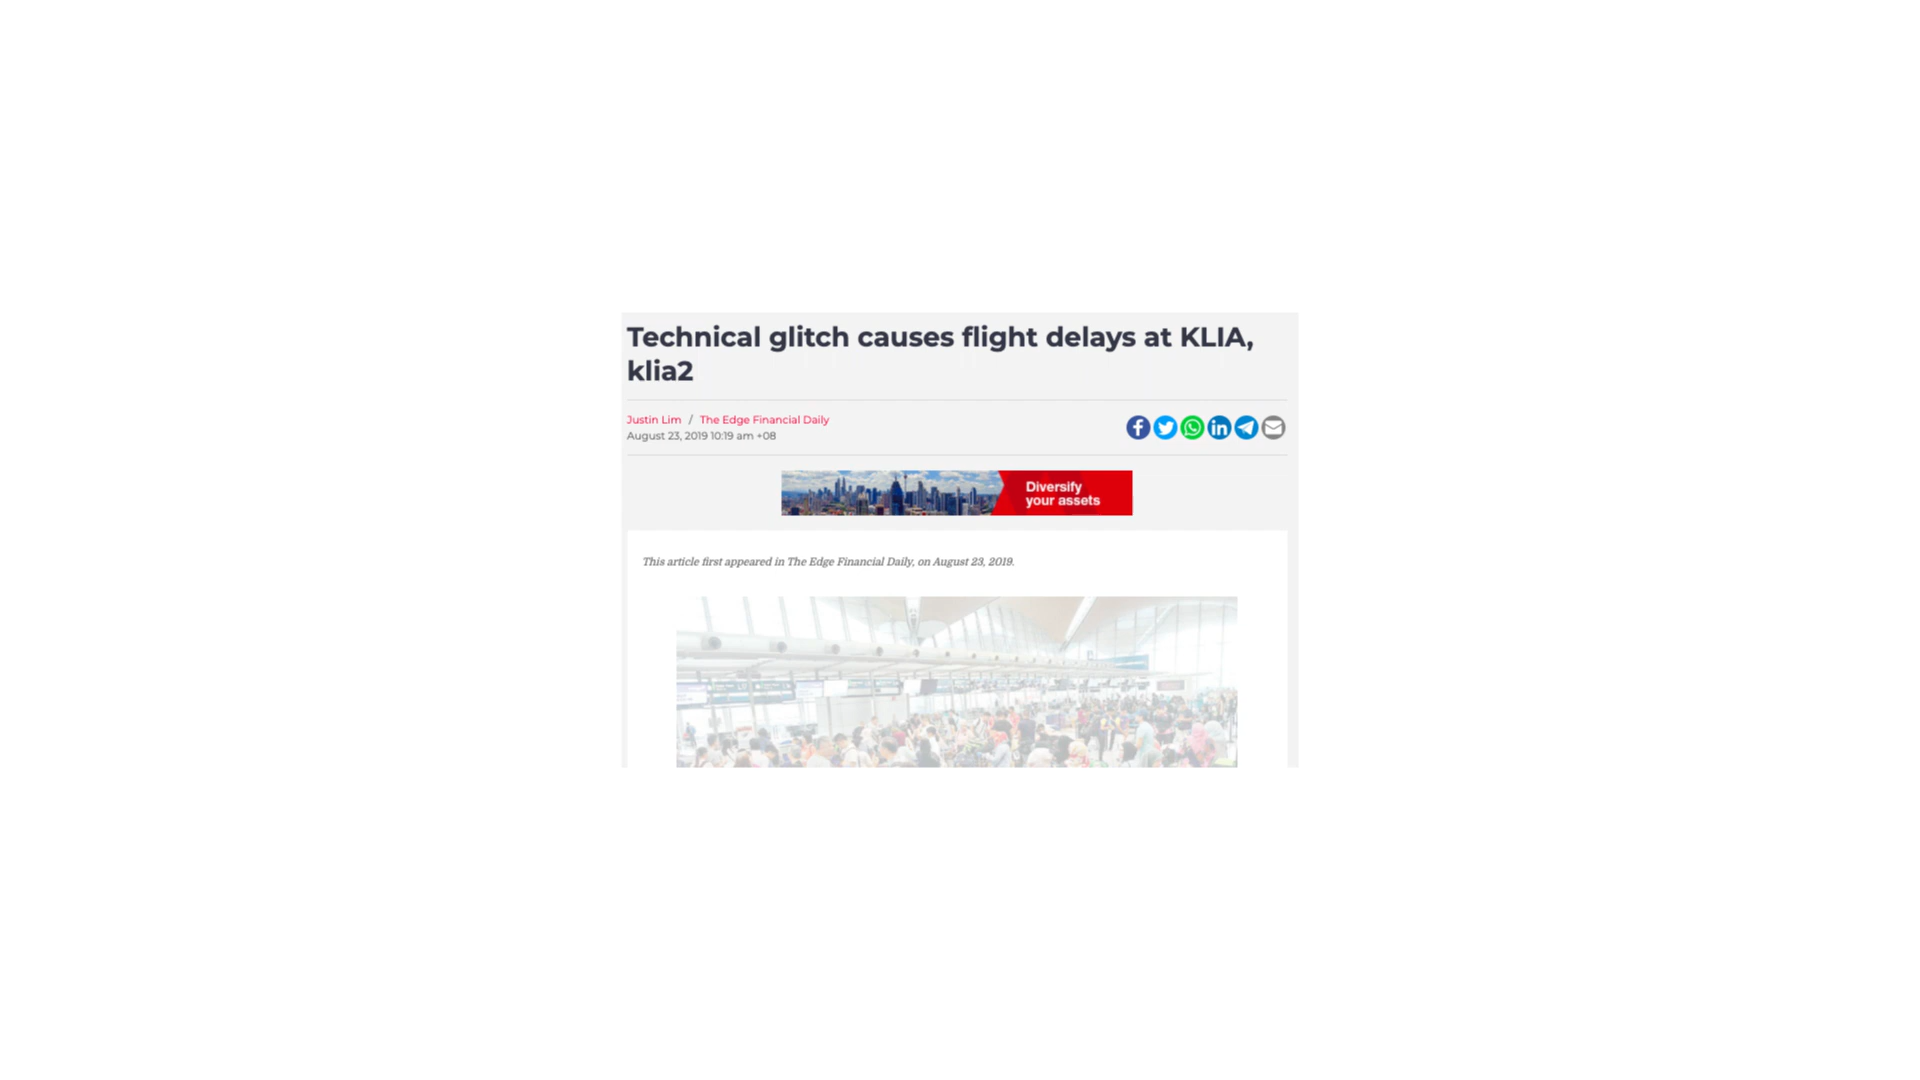 Technical glitch causes flight delays at KLIA,
klia2
Justin Lim / The Edge Financial Daily
August 23, 2019 10:19 am +08
Diversify
your assets
This article first appeared in The Edge Financial Daily, on August 23, 2019.